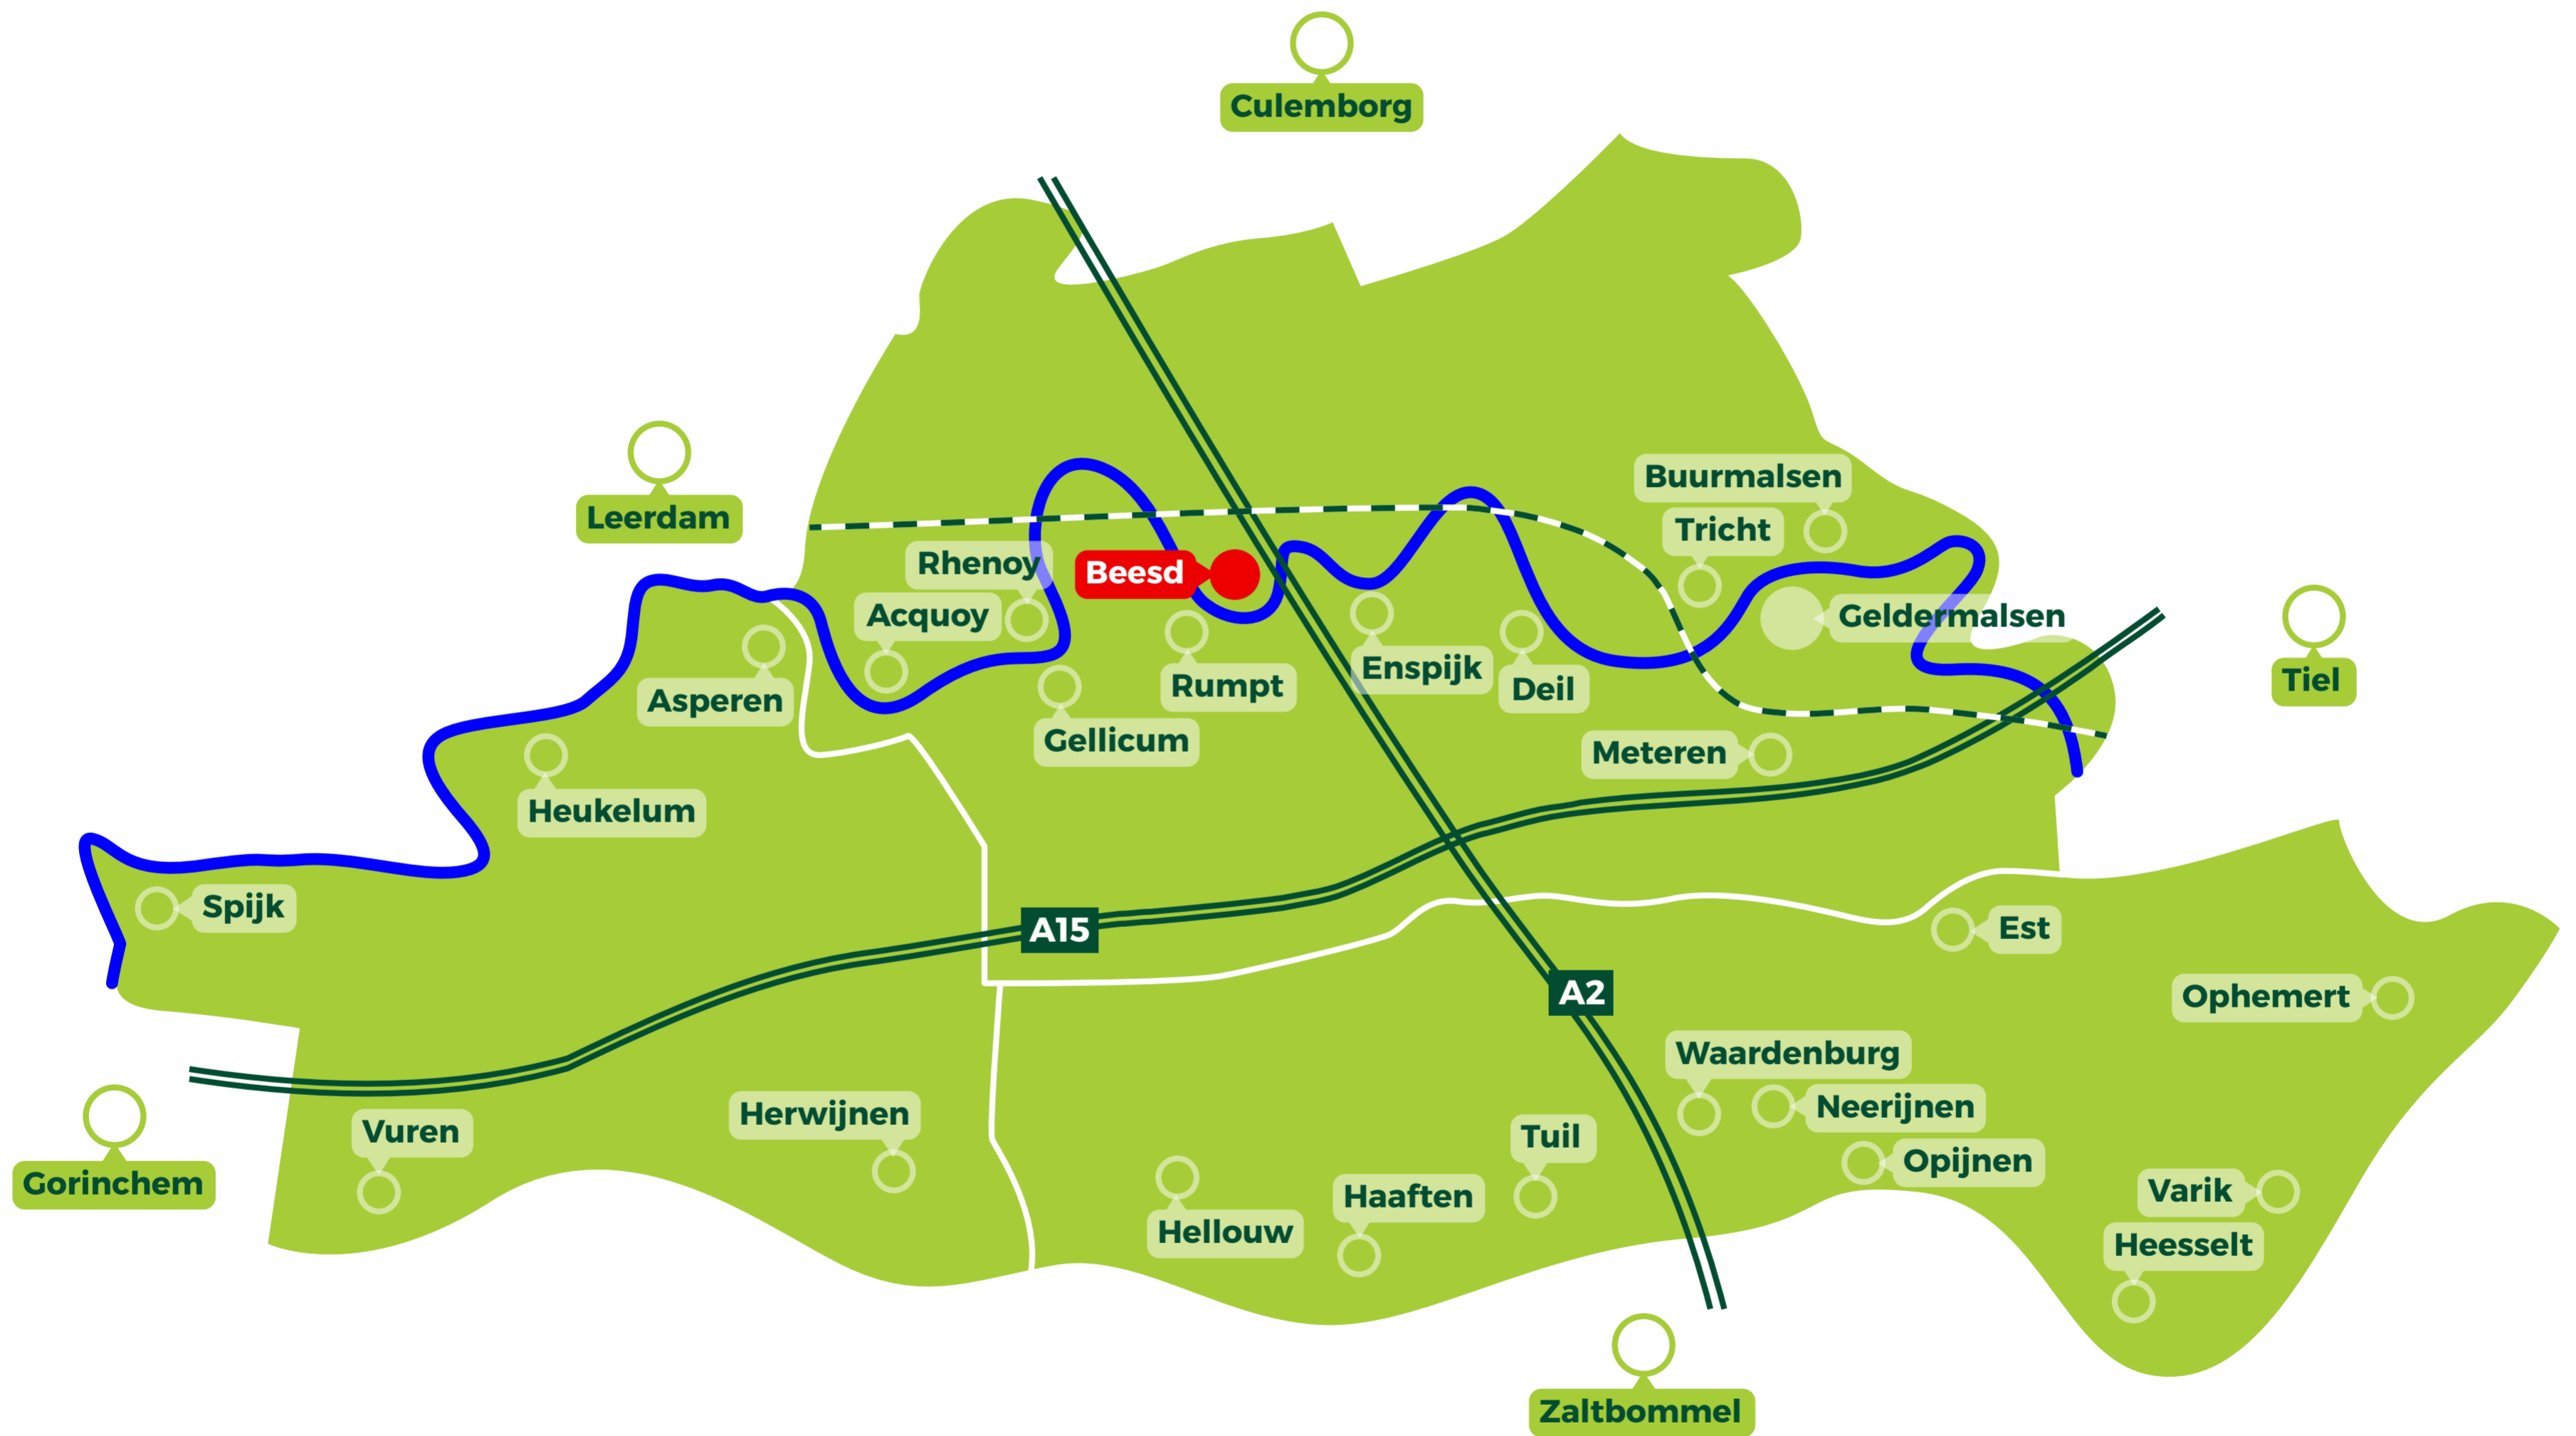 Culemborg
Leerdam
Buurmalsen
Tricht
Rhenoy
Beesd
Acquoy
Geldermalsen
Enspijk
Tiel
Rumpt
Deil
Asperen
Gellicum
Meteren
Heukelum
Spijk
A15
Est
A2
Ophemert
Waardenburg
Neerijnen
Herwijnen
Vuren
Tuil
Opijnen
Gorinchem
Varik
Haaften
Hellouw
Heesselt
Zaltbommel